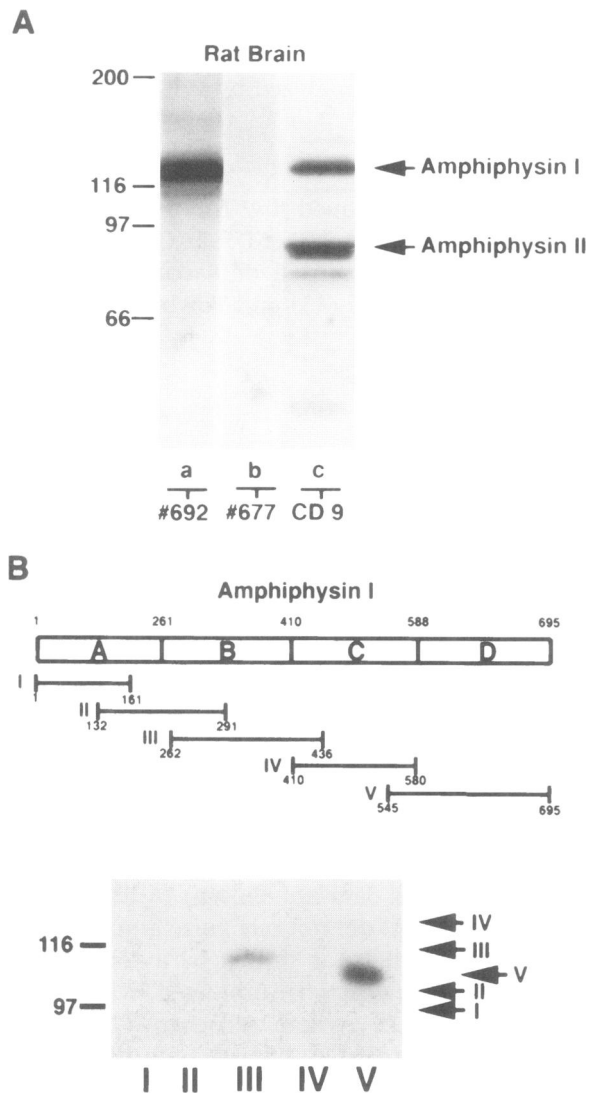 A
Rat Brain
200
116
97
66
Amphiphysin I
Amphiphysin II
a b c
#692 #677 CD 9
B
Amphiphysin I
1 261 410 588 695
A B C D
I
1 161
II
132 291
III
262 436
IV
410 580
V
545 695
116
97
IV
III
V
II
I
I II III IV V